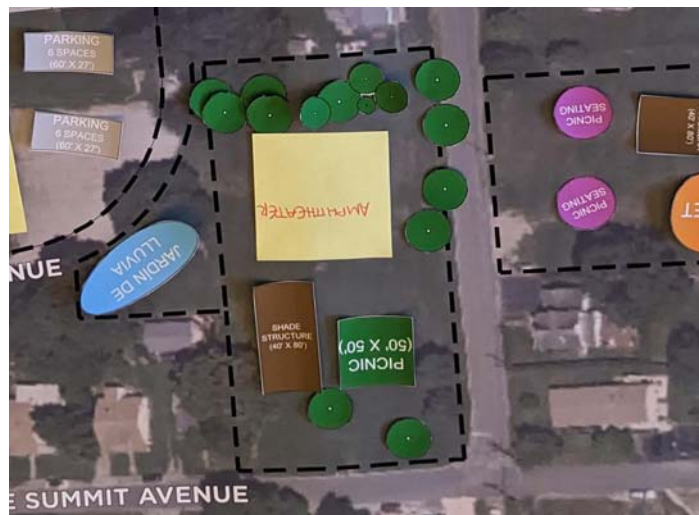 PARKING
6 SPACES
(60' X 27')
PARKING
6 SPACES
(60' X 27')
PICNIC
SEATING
PICNIC
SEATING
AMPHITHEATER
JARDIN DE
LLUVIA
NUE
SHADE
STRUCTURE
(40' X 80')
PICNIC
(50' X 50')
E SUMMIT AVENUE